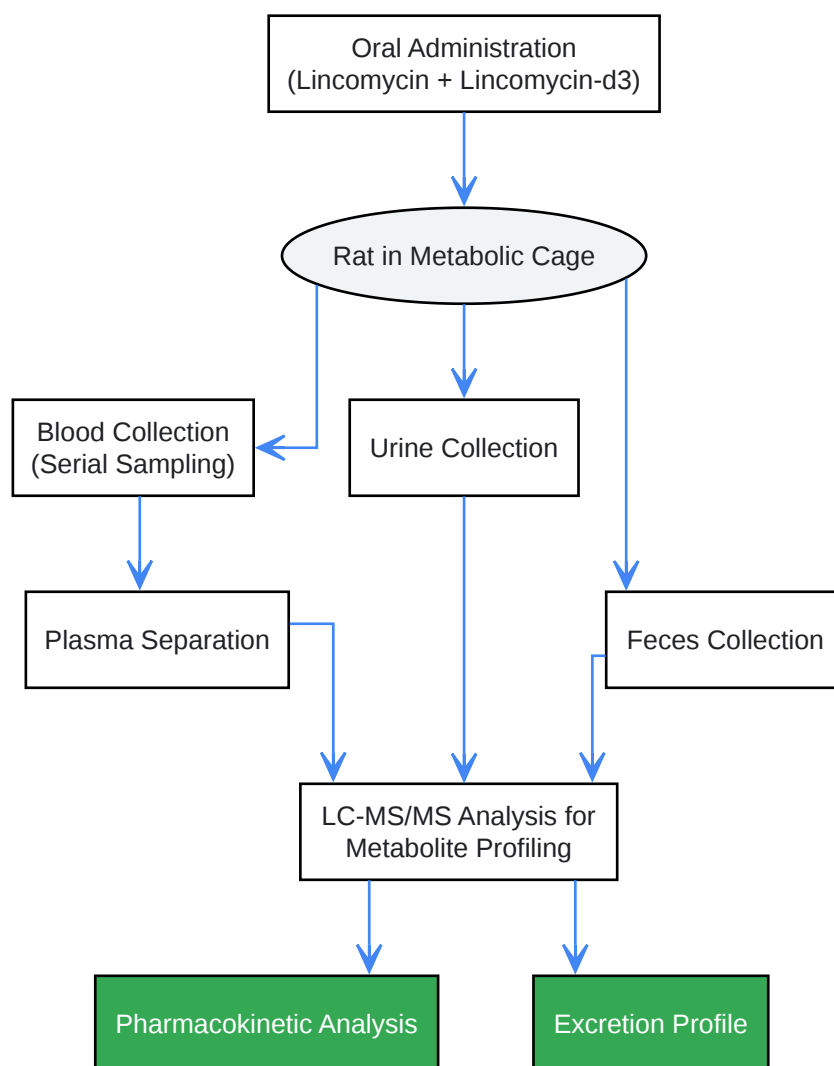 Oral Administration
(Lincomycin + Lincomycin-d3)
Rat in Metabolic Cage
Blood Collection
(Serial Sampling)
Urine Collection
Plasma Separation
Feces Collection
LC-MS/MS Analysis for
Metabolite Profiling
Pharmacokinetic Analysis
Excretion Profile